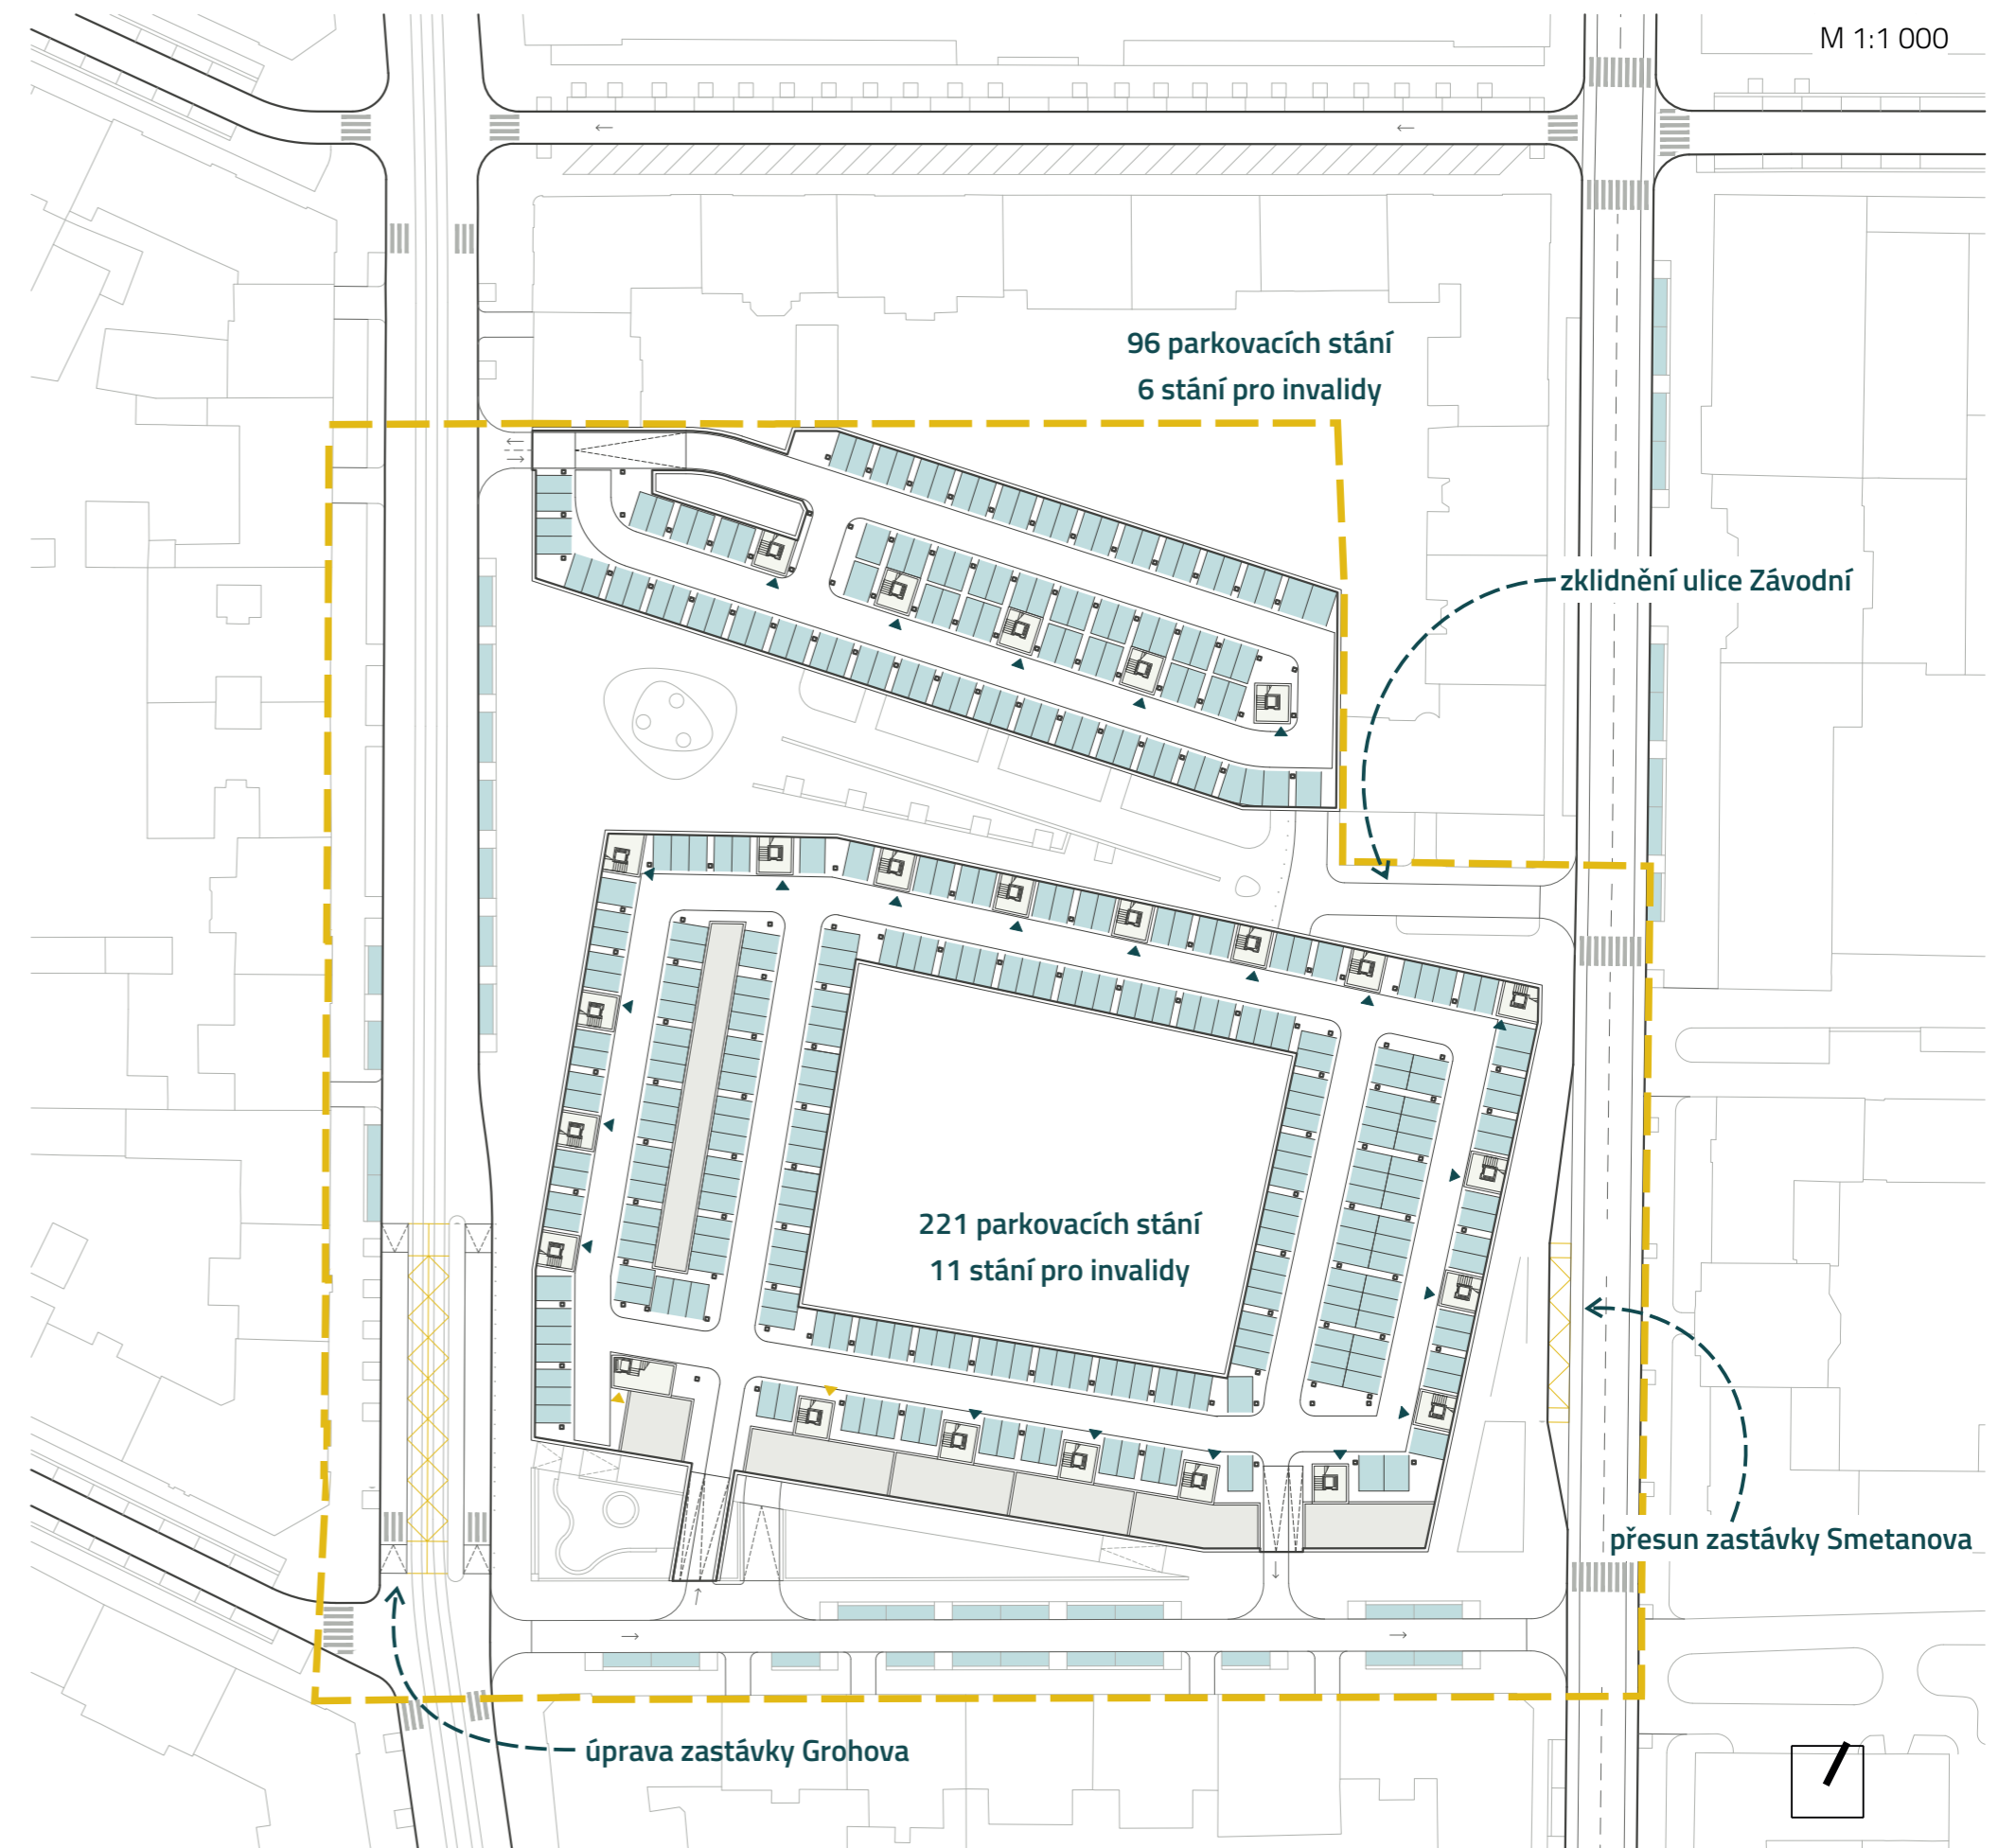 M 1:1 000
96 parkovacích stání
6 stání pro invalidy
zklidnění ulice Závodní
221 parkovacích stání
11 stání pro invalidy
přesun zastávky Smetanova
úprava zastávky Grohova